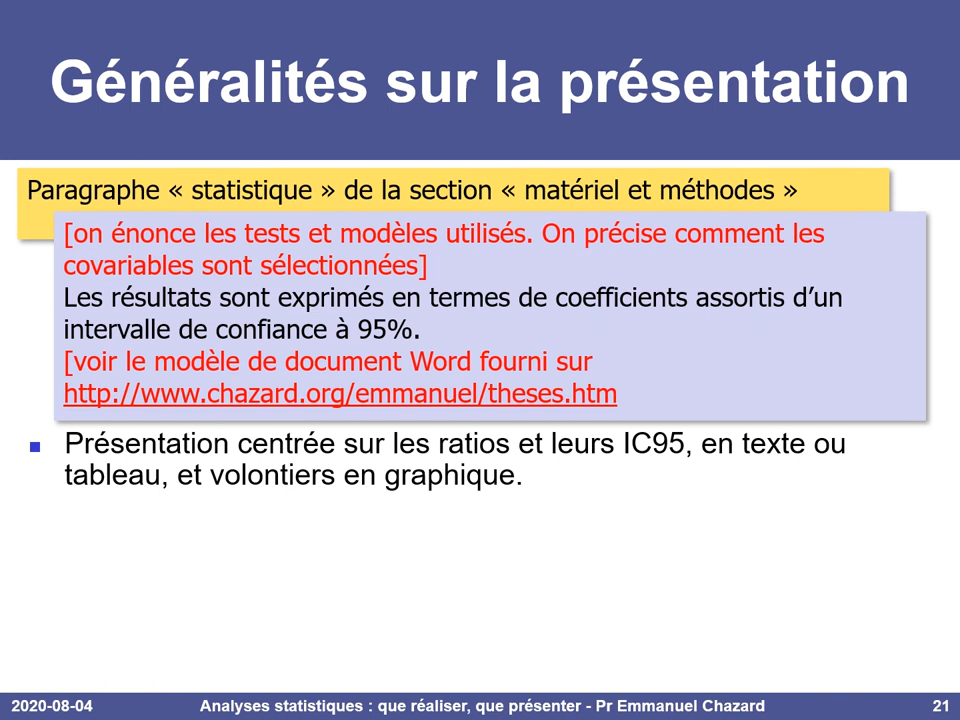 Généralités sur la présentation
Paragraphe « statistique » de la section « matériel et méthodes »
[on énonce les tests et modèles utilisés. On précise comment les
covariables sont sélectionnées]
Les résultats sont exprimés en termes de coefficients assortis d’un
intervalle de confiance à 95%.
[voir le modèle de document Word fourni sur
http://www.chazard.org/emmanuel/theses.htm
Présentation centrée sur les ratios et leurs IC95, en texte ou
tableau, et volontiers en graphique.
2020-08-04 Analyses statistiques : que réaliser, que présenter - Pr Emmanuel Chazard 21